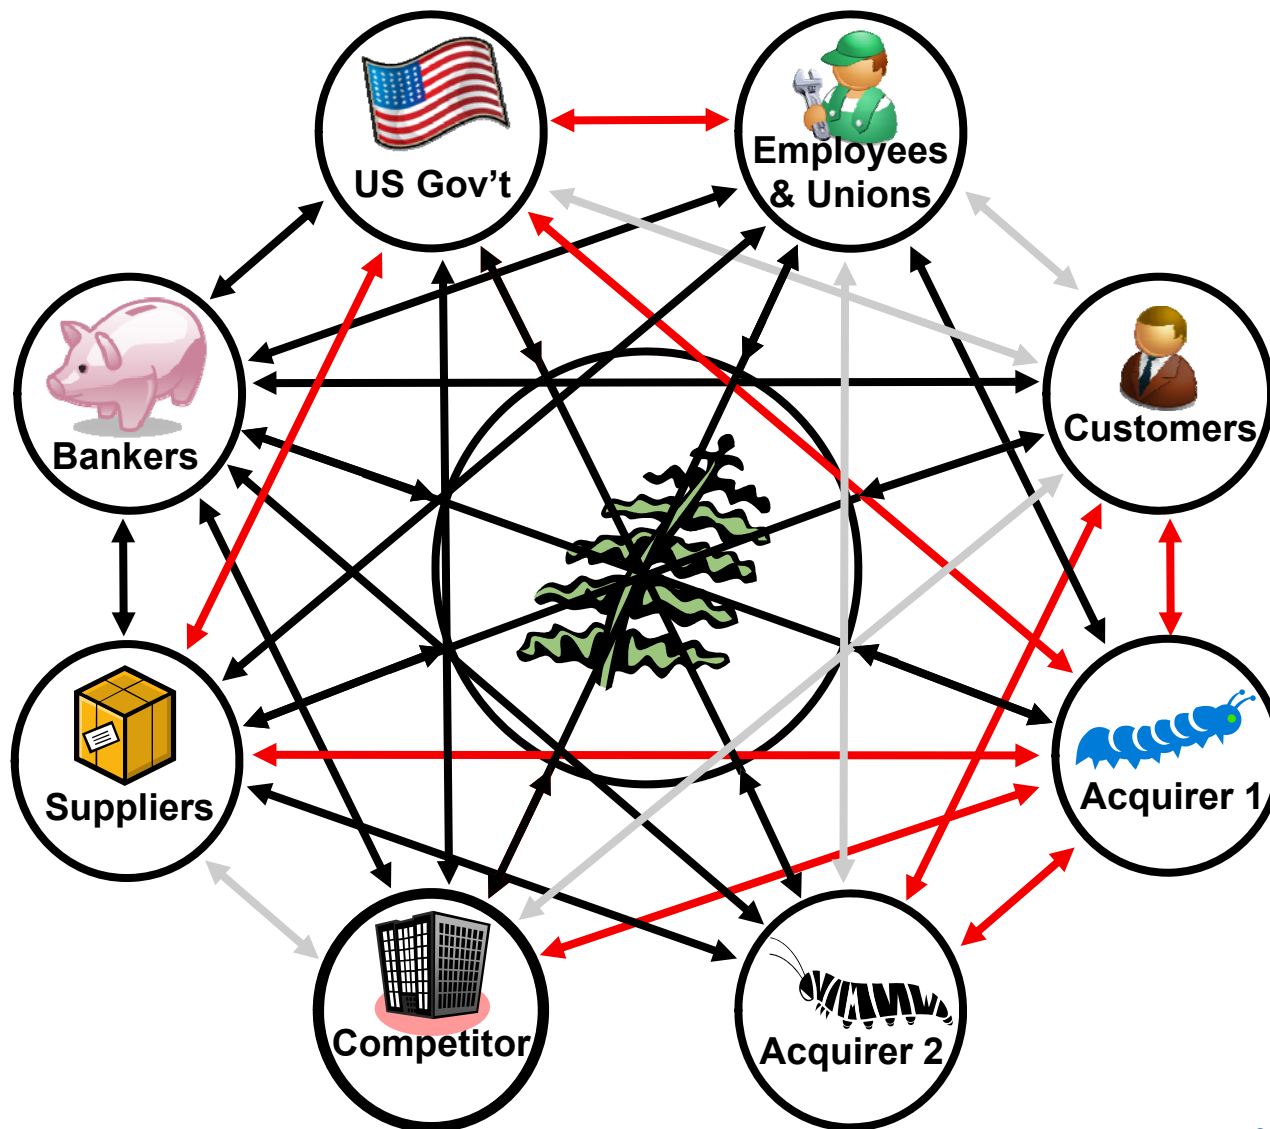 US Gov’t
Employees
& Unions
Bankers
Customers
Suppliers
Acquirer 1
Competitor
Acquirer 2